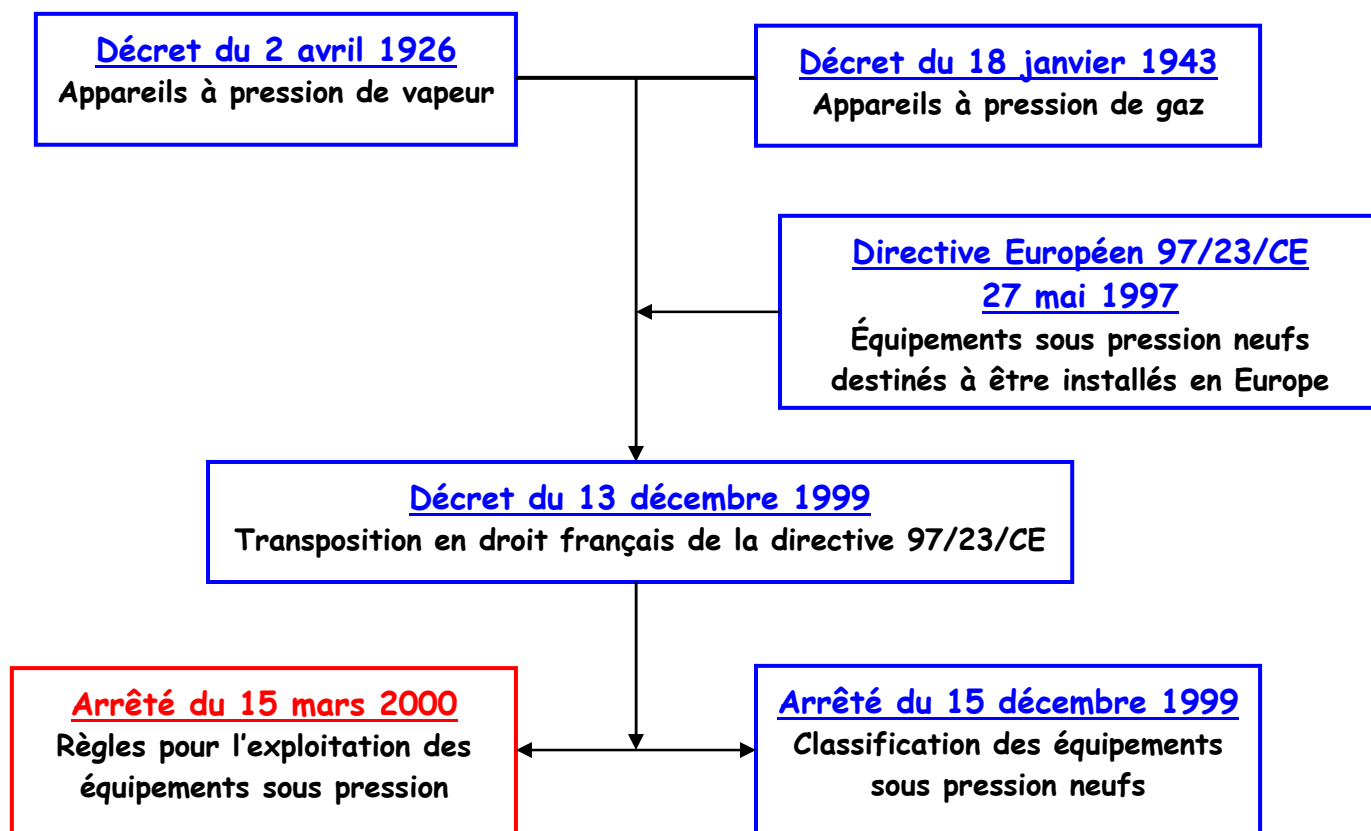 Décret du 2 avril 1926
Appareils à pression de vapeur
Décret du 18 janvier 1943
Appareils à pression de gaz
Directive Européen 97/23/CE
27 mai 1997
Équipements sous pression neufs
destinés à être installés en Europe
Décret du 13 décembre 1999
Transposition en droit français de la directive 97/23/CE
Arrêté du 15 mars 2000
Règles pour l'exploitation des
équipements sous pression
Arrêté du 15 décembre 1999
Classification des équipements
sous pression neufs